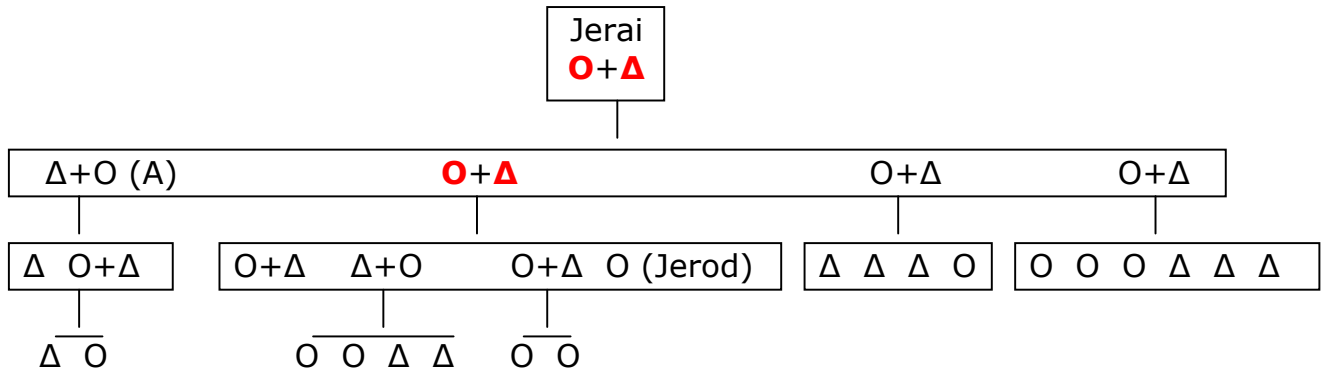 Jerai
O+Δ
Δ+O (A) O+Δ O+Δ O+Δ
Δ O+Δ O+Δ Δ+O O+Δ O (Jerod) Δ Δ Δ O O O O Δ Δ Δ
Δ O O O Δ Δ O O